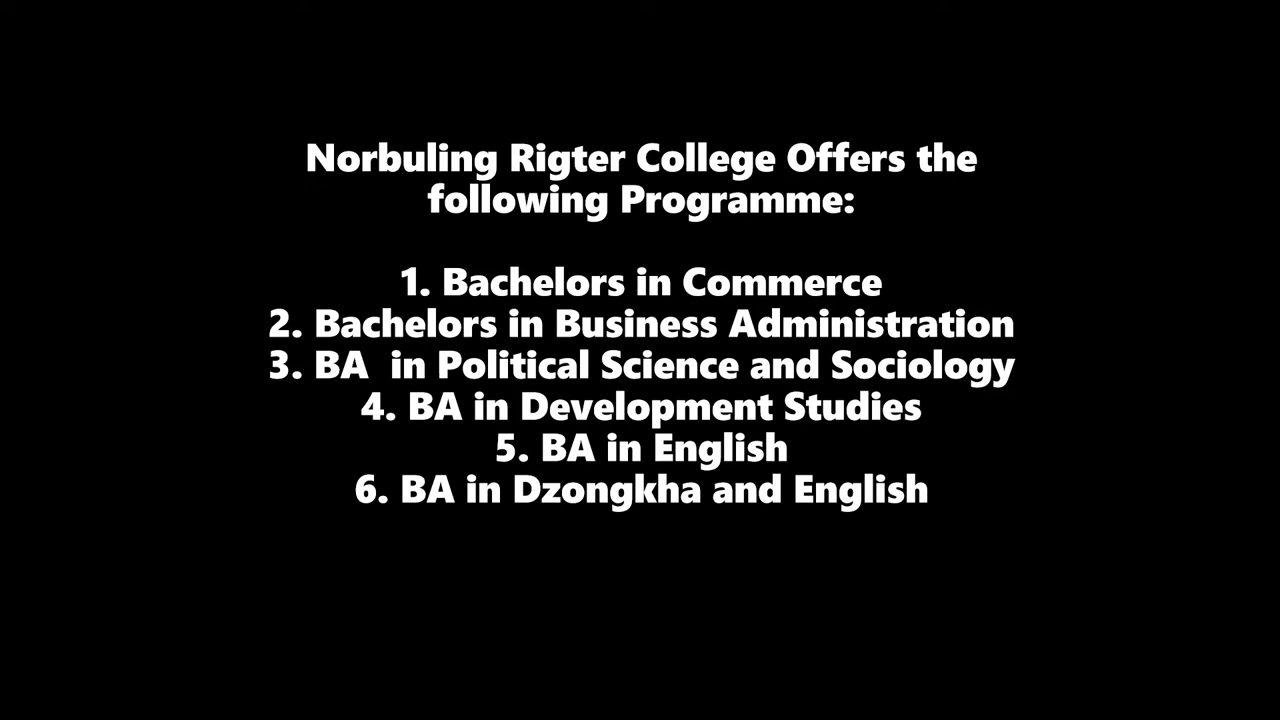 Norbuling Rigter College Offers the
following Programme:
1. Bachelors in Commerce
2. Bachelors in Business Administration
3. BA  in Political Science and Sociology
4. BA in Development Studies
5. BA in English
6. BA in Dzongkha and English